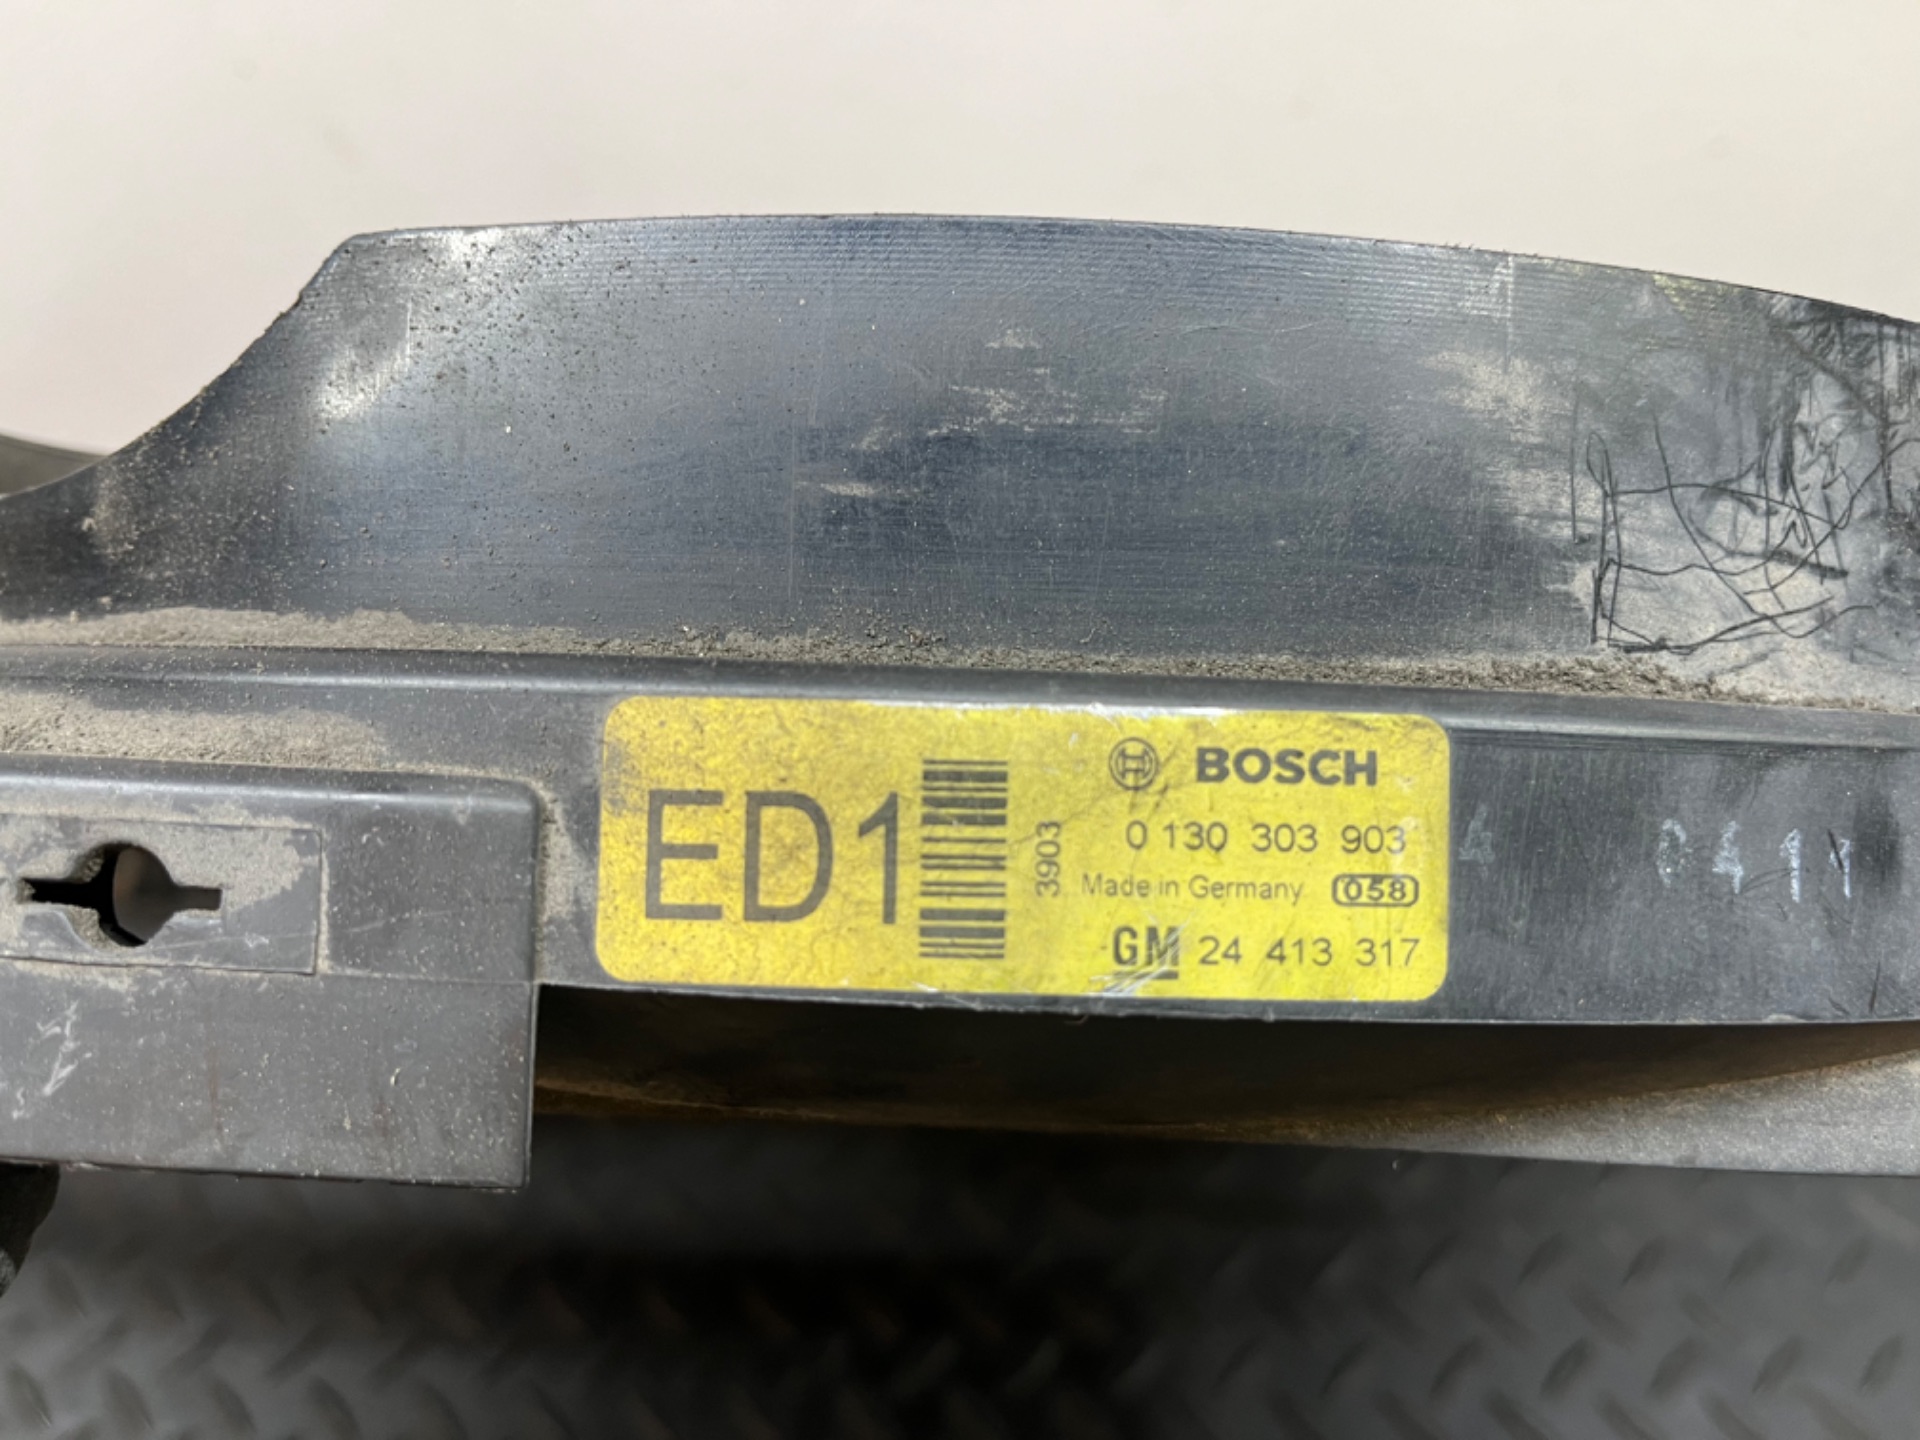 ED1
3903
BOSCH
0 130 303 903
Made in Germany 058
GM 24 413 317